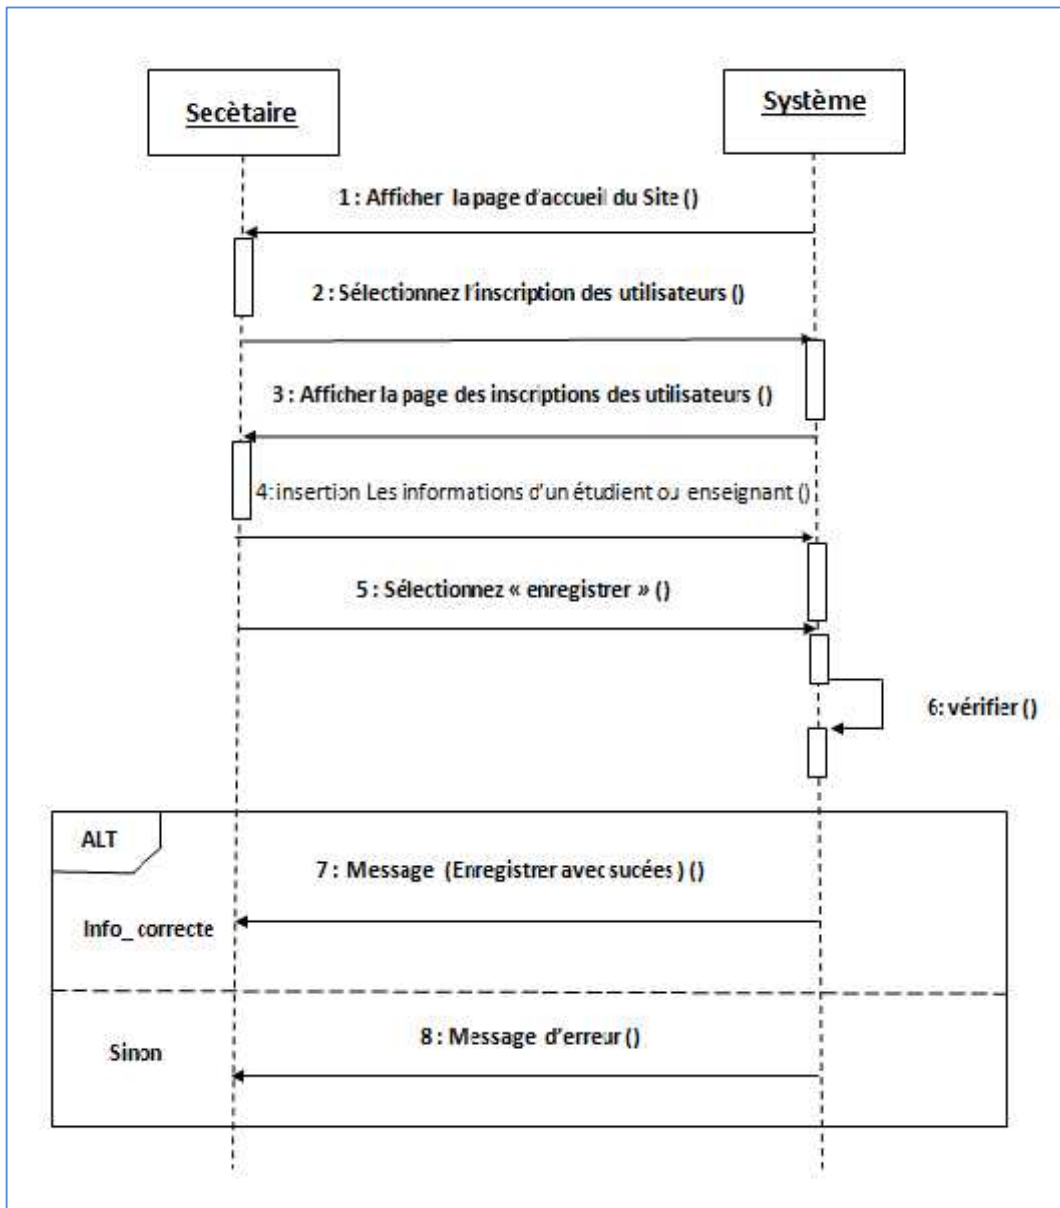 Secètaire
Système
1 : Afficher la page d'accueil du Site ()
2 : Sélectionnez l'inscription des utilisateurs ()
3 : Afficher la page des inscriptions des utilisateurs ()
4: insertion Les informations d'un étudient ou enseignant ()
5 : Sélectionnez « enregistrer » ()
6: vérifier ()
ALT
7 : Message (Enregistrer avec sucées ) ()
Info_ correcte
8 : Message d'erreur ()
Sinon